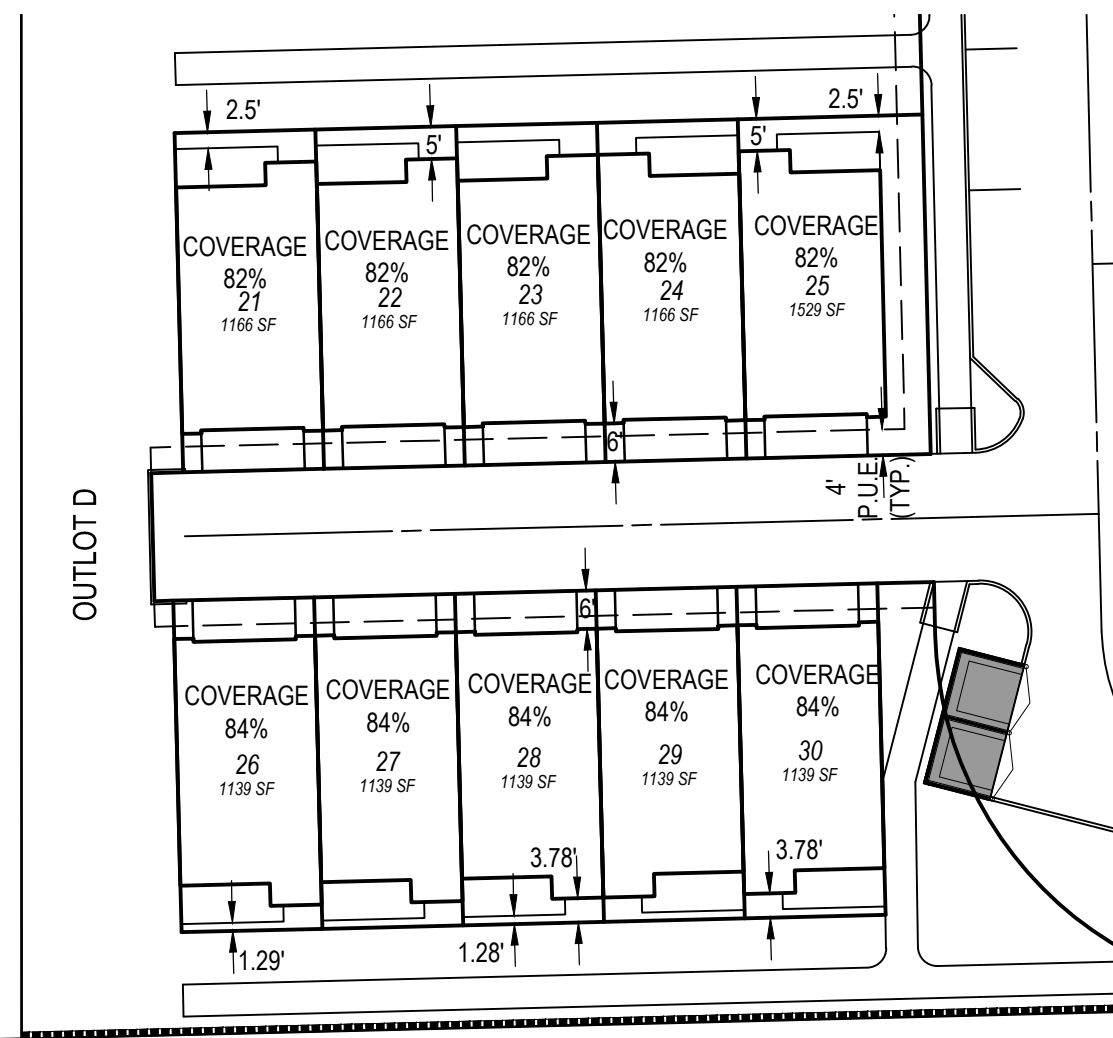 2.5'
2.5'
5'
5'
COVERAGE
82%
21
1166 SF
COVERAGE
82%
22
1166 SF
COVERAGE
82%
23
1166 SF
COVERAGE
82%
24
1166 SF
COVERAGE
82%
25
1529 SF
6'
4'
P.U.E.
(TYP.)
OUTLOT D
6'
COVERAGE
84%
26
1139 SF
COVERAGE
84%
27
1139 SF
COVERAGE
84%
28
1139 SF
COVERAGE
84%
29
1139 SF
COVERAGE
84%
30
1139 SF
3.78'
3.78'
1.29'
1.28'